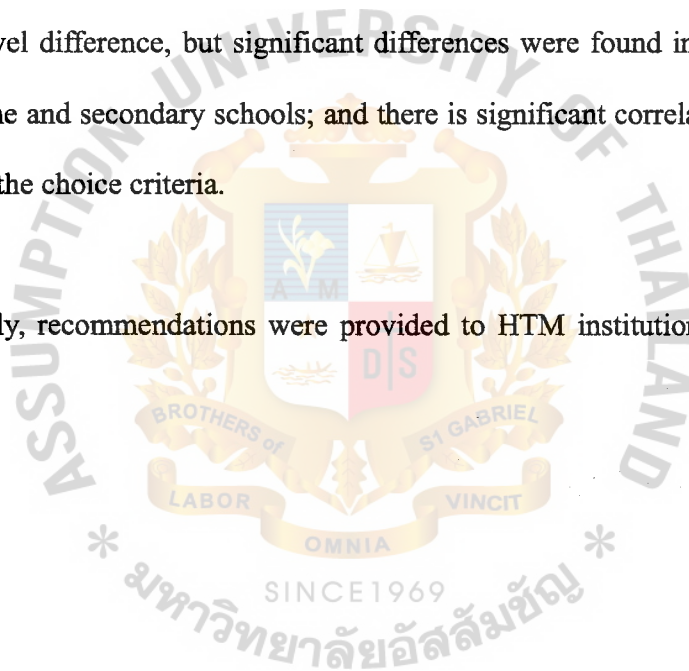 vel difference, but significant differences were found in
ne and secondary schools; and there is significant correla
the choice criteria.
ly, recommendations were provided to HTM institution
ASSUMPTION UNIVERSITY OF THAILAND
A M
D S
BROTHERS of
S1 GABRIEL
LABOR
VINCIT
OMNIA
SINCE1969
มหาวิทยาลัยอัสสัมชัญ